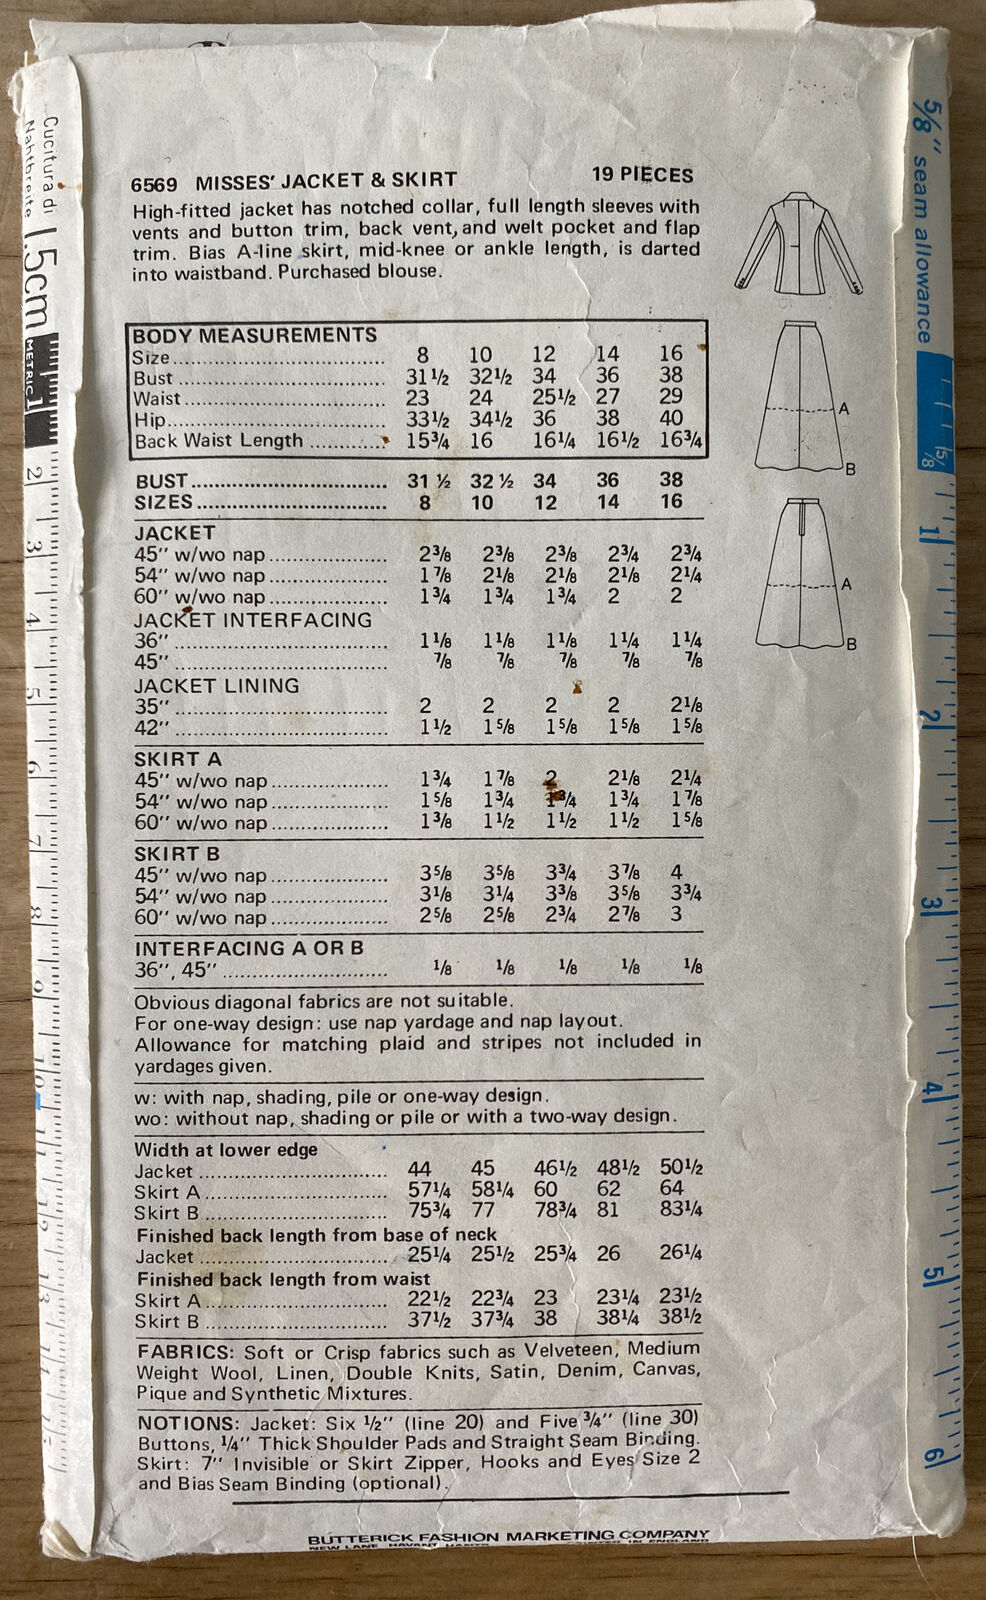 6569 MISSES' JACKET & SKIRT 19 PIECES
High-fitted jacket has notched collar, full length sleeves with
vents and button trim, back vent, and welt pocket and flap
trim. Bias A-line skirt, mid-knee or ankle length, is darted
into waistband. Purchased blouse.
BODY MEASUREMENTS
Size 8 10 12 14 16
Bust 31½ 32½ 34 36 38
Waist 23 24 25½ 27 29
Hip 33½ 34½ 36 38 40
Back Waist Length 15¾ 16 16¼ 16½ 16¾
BUST 31 ½ 32 ½ 34 36 38
SIZES 8 10 12 14 16
JACKET
45" w/wo nap 2⅜ 2⅜ 2⅜ 2¾ 2¾
54" w/wo nap 1⅞ 2⅛ 2⅛ 2⅛ 2¼
60" w/wo nap 1¾ 1¾ 1¾ 2 2
JACKET INTERFACING
36" 1⅛ 1⅛ 1⅛ 1¼ 1¼
45" ⅞ ⅞ ⅞ ⅞ ⅞
JACKET LINING
35" 2 2 2 2 2⅛
42" 1½ 1⅝ 1⅝ 1⅝ 1⅝
SKIRT A
45" w/wo nap 1¾ 1⅞ 2 2⅛ 2¼
54" w/wo nap 1⅝ 1¾ 1¾ 1¾ 1⅞
60" w/wo nap 1⅜ 1½ 1½ 1½ 1⅝
SKIRT B
45" w/wo nap 3⅝ 3⅝ 3¾ 3⅞ 4
54" w/wo nap 3⅛ 3¼ 3⅜ 3⅝ 3¾
60" w/wo nap 2⅝ 2⅝ 2¾ 2⅞ 3
INTERFACING A OR B
36", 45" ⅛ ⅛ ⅛ ⅛ ⅛
Obvious diagonal fabrics are not suitable.
For one-way design: use nap yardage and nap layout.
Allowance for matching plaid and stripes not included in
yardages given.
w: with nap, shading, pile or one-way design.
wo: without nap, shading or pile or with a two-way design.
Width at lower edge
Jacket 44 45 46½ 48½ 50½
Skirt A 57¼ 58¼ 60 62 64
Skirt B 75¾ 77 78¾ 81 83¼
Finished back length from base of neck
Jacket 25¼ 25½ 25¾ 26 26¼
Finished back length from waist
Skirt A 22½ 22¾ 23 23¼ 23½
Skirt B 37½ 37¾ 38 38¼ 38½
FABRICS: Soft or Crisp fabrics such as Velveteen, Medium
Weight Wool, Linen, Double Knits, Satin, Denim, Canvas,
Pique and Synthetic Mixtures.
NOTIONS: Jacket: Six ½" (line 20) and Five ¾" (line 30)
Buttons, ¼" Thick Shoulder Pads and Straight Seam Binding.
Skirt: 7" Invisible or Skirt Zipper, Hooks and Eyes Size 2
and Bias Seam Binding (optional).
BUTTERICK FASHION MARKETING COMPANY
A
B
A
B
5/8" seam allowance
5/8
1
2
3
4
5
6
Cucitura di
Nahtbreite 1.5cm
METRIC 1
2
3
4
5
6
7
8
9
10